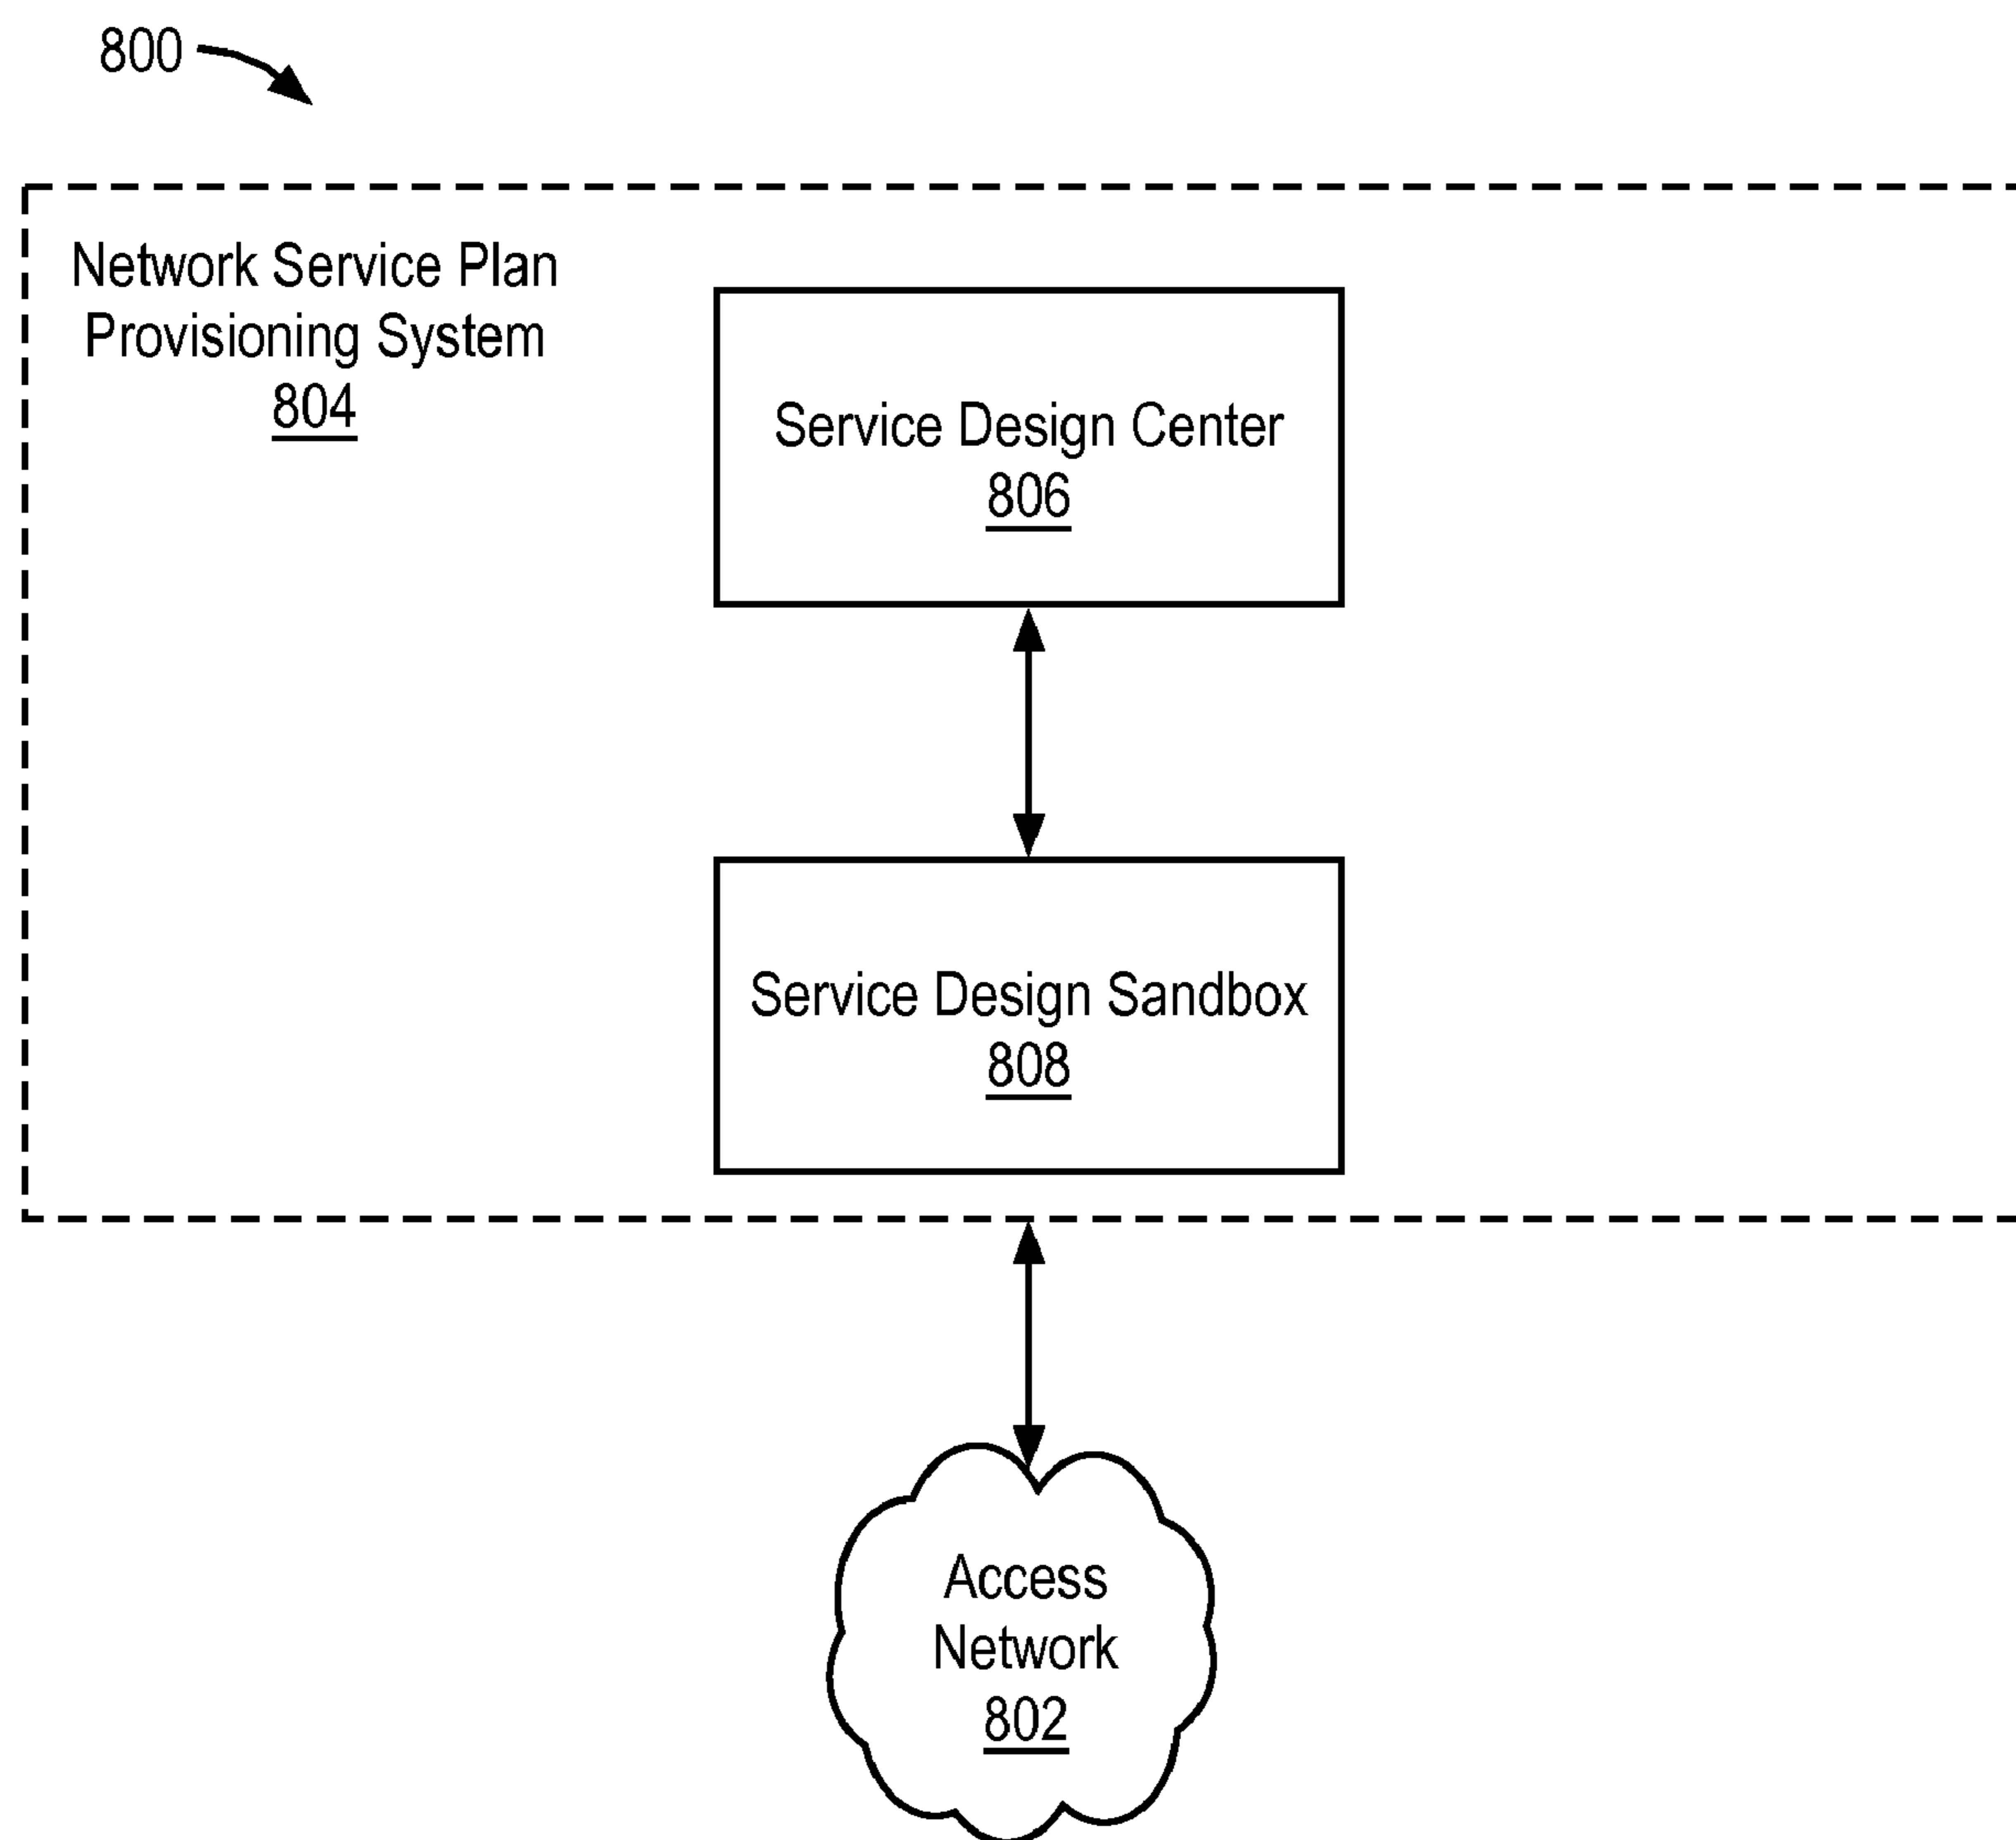 800
Network Service Plan
Provisioning System
804
Service Design Center
806
Service Design Sandbox
808
Access
Network
802